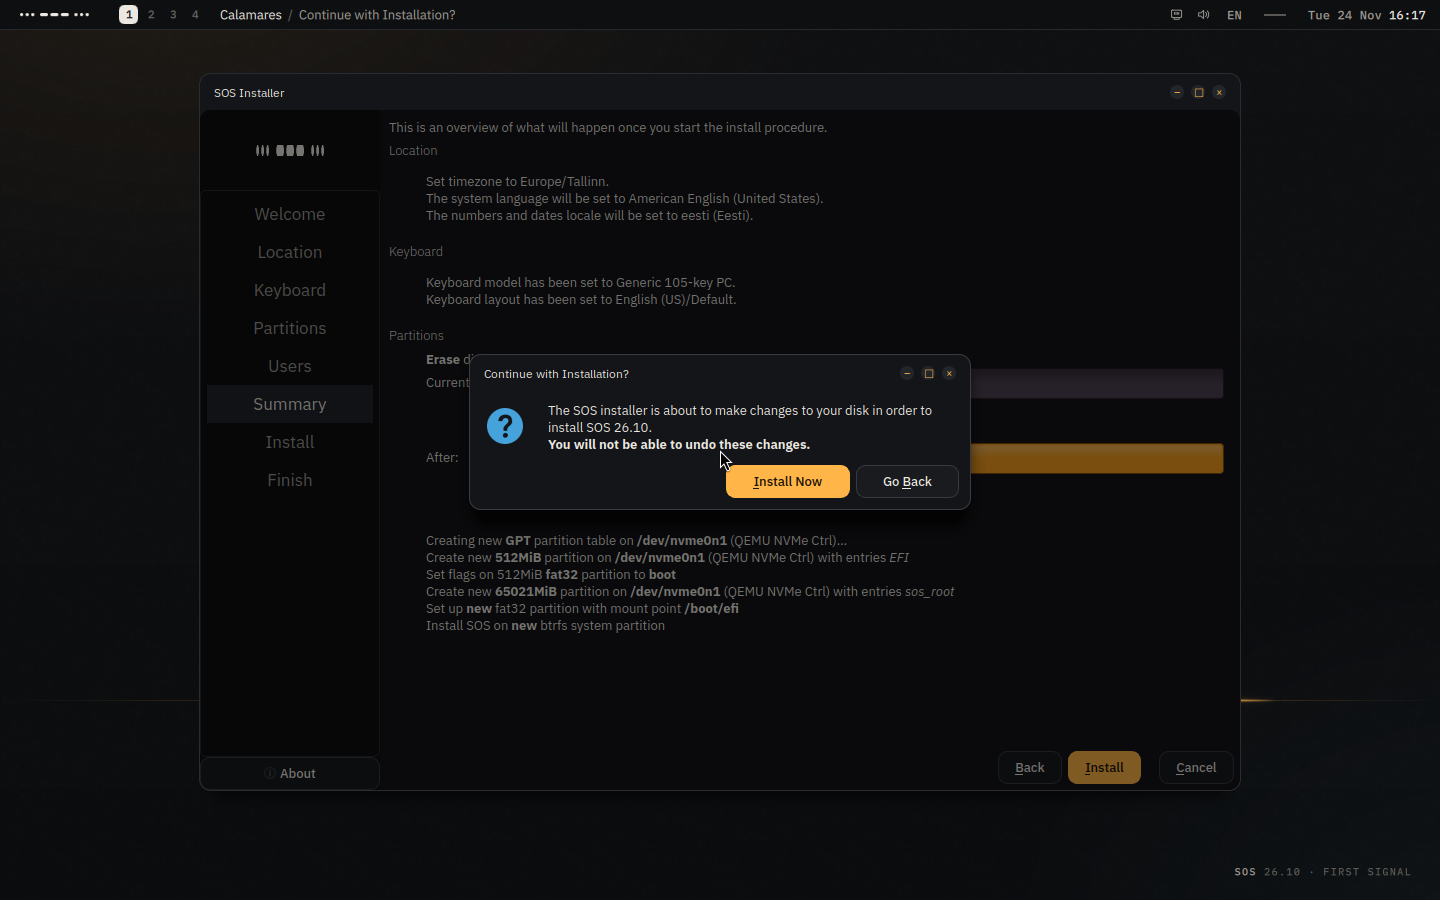 1 2 3 4 Calamares / Continue with Installation?
EN Tue 24 Nov 16:17
SOS Installer
Welcome
Location
Keyboard
Partitions
Users
Summary
Install
Finish
About
This is an overview of what will happen once you start the install procedure.
Location
Set timezone to Europe/Tallinn.
The system language will be set to American English (United States).
The numbers and dates locale will be set to eesti (Eesti).
Keyboard
Keyboard model has been set to Generic 105-key PC.
Keyboard layout has been set to English (US)/Default.
Partitions
Erase
Current
After:
Continue with Installation?
The SOS installer is about to make changes to your disk in order to
install SOS 26.10.
You will not be able to undo these changes.
Install Now
Go Back
Creating new GPT partition table on /dev/nvme0n1 (QEMU NVMe Ctrl)…
Create new 512MiB partition on /dev/nvme0n1 (QEMU NVMe Ctrl) with entries EFI
Set flags on 512MiB fat32 partition to boot
Create new 65021MiB partition on /dev/nvme0n1 (QEMU NVMe Ctrl) with entries sos_root
Set up new fat32 partition with mount point /boot/efi
Install SOS on new btrfs system partition
Back
Install
Cancel
SOS 26.10 · FIRST SIGNAL